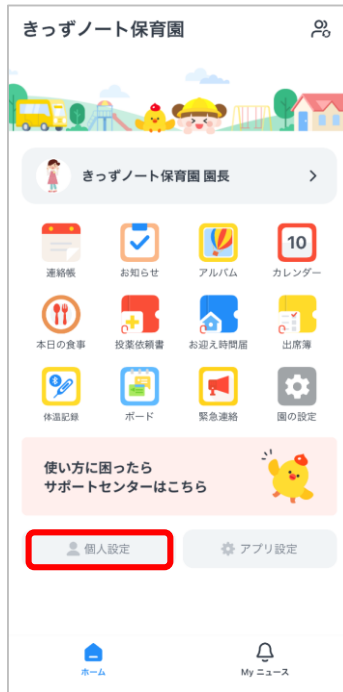 きっずノート保育園
きっずノート保育園 園長
連絡帳
お知らせ
アルバム
10
カレンダー
本日の食事
投薬依頼書
お迎え時間届
出席簿
体温記録
ボード
緊急連絡
園の設定
使い方に困ったら
サポートセンターはこちら
個人設定
アプリ設定
ホーム
My ニュース